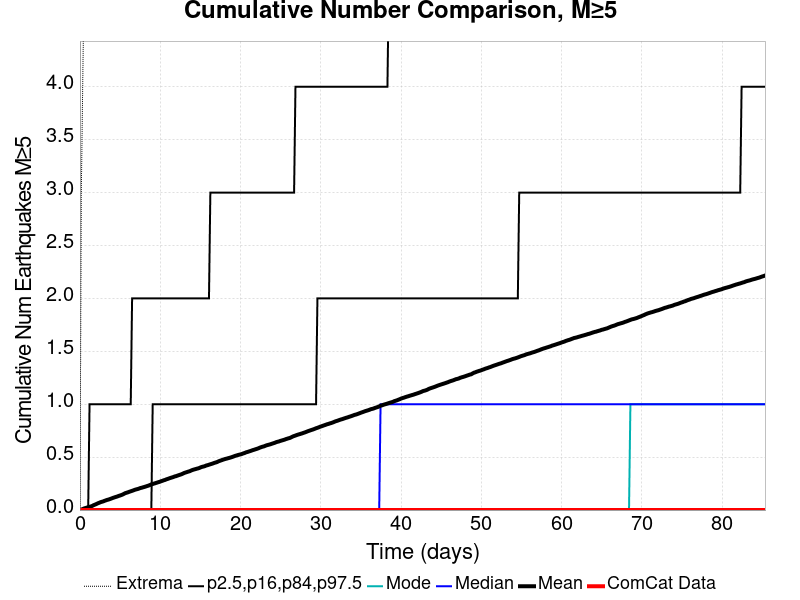 Cumulative Number Comparison, M≥5
Cumulative Num Earthquakes M≥5
4.0
3.5
3.0
2.5
2.0
1.5
1.0
0.5
0.0
0 10 20 30 40 50 60 70 80
Time (days)
Extrema p2.5,p16,p84,p97.5 Mode Median Mean ComCat Data